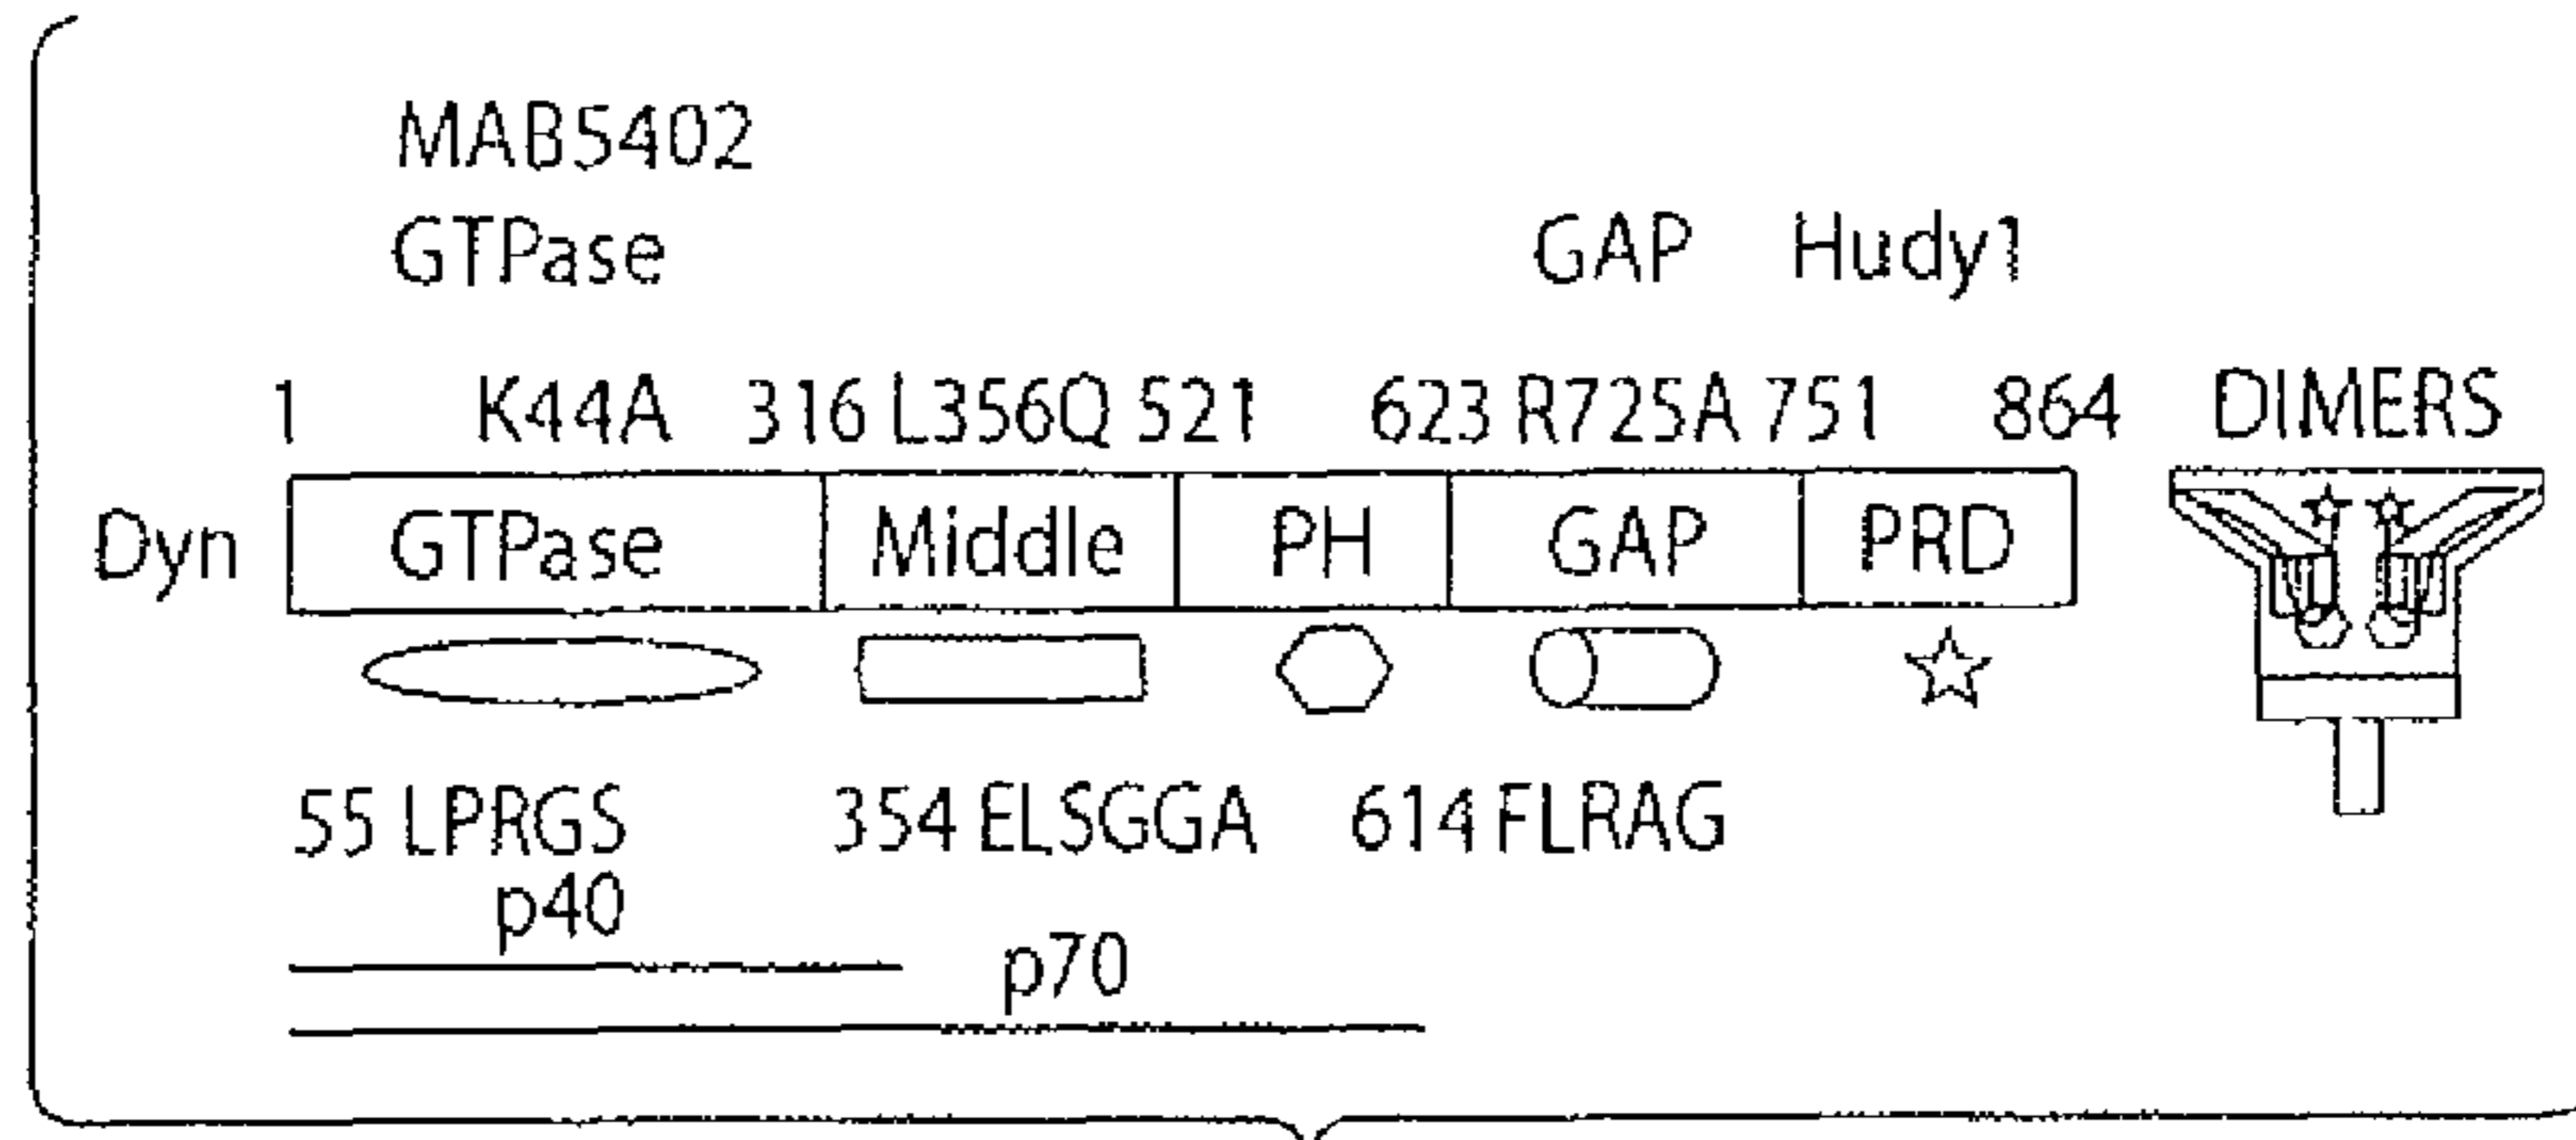 MAB5402
GTPase GAP Hudy1
1 K44A 316 L356Q 521 623 R725A 751 864 DIMERS
Dyn GTPase Middle PH GAP PRD
55 LPRGS 354 ELSGGA 614 FLRAG
p40
p70